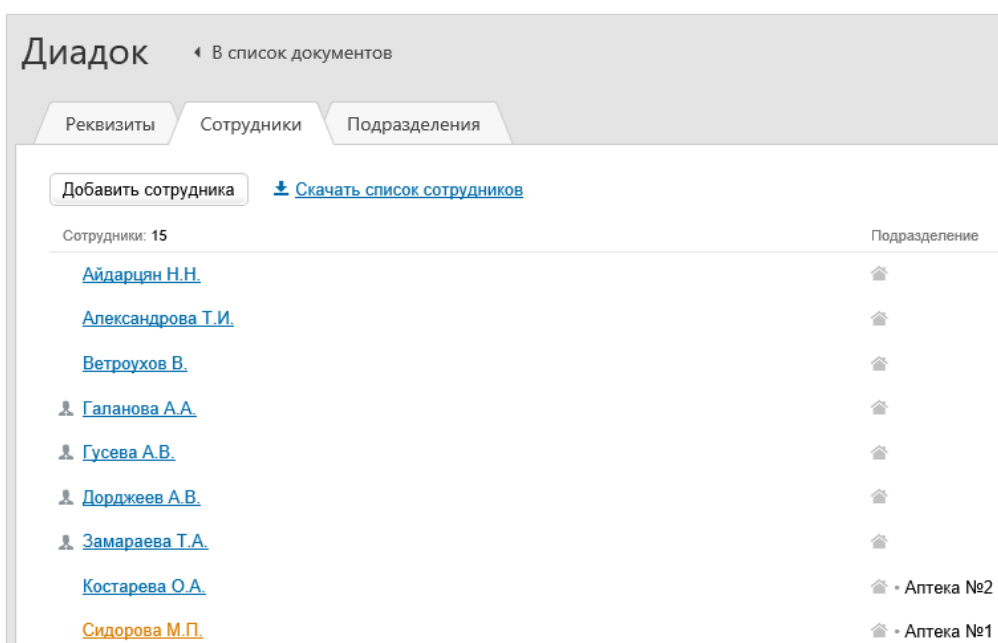 Диадок В список документов
Реквизиты Сотрудники Подразделения
Добавить сотрудника Скачать список сотрудников
Сотрудники: 15 Подразделение
Айдарцян Н.Н.
Александрова Т.И.
Ветроухов В.
Галанова А.А.
Гусева А.В.
Дорджеев А.В.
Замараева Т.А.
Костарева О.А. • Аптека №2
Сидорова М.П. • Аптека №1